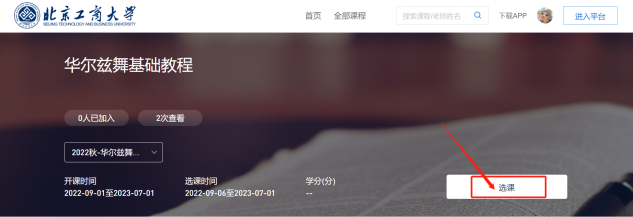 北京工商大学
BEIJING TECHNOLOGY AND BUSINESS UNIVERSITY
首页 全部课程 搜索课程/老师姓名 下载APP 进入平台
华尔兹舞基础教程
0人已加入 2次查看
2022秋-华尔兹舞...
开课时间 选课时间 学分(分)
2022-09-01至2023-07-01 2022-09-06至2023-07-01 --
选课